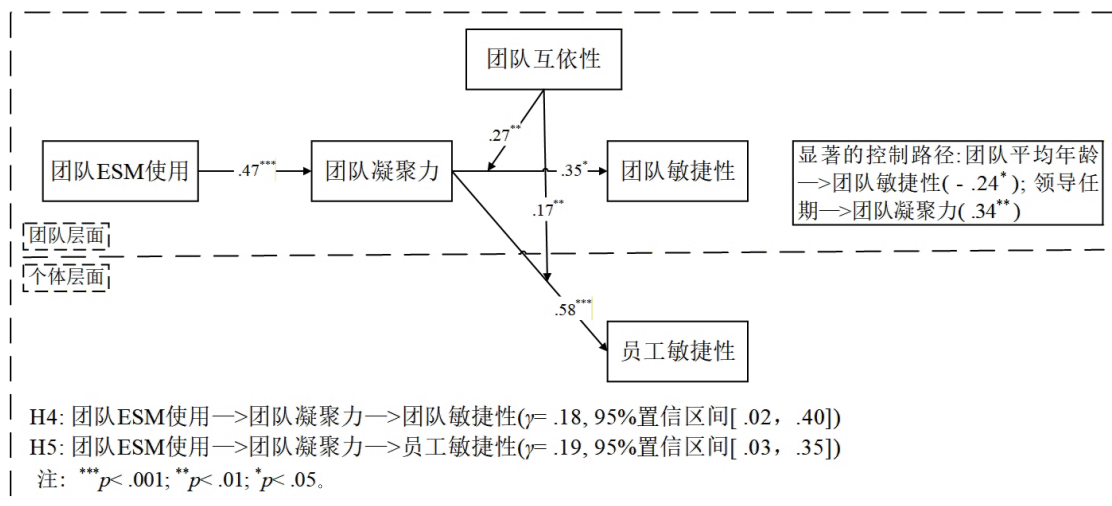 团队互依性
.27**
团队ESM使用
.47***
团队凝聚力
.35*
团队敏捷性
显著的控制路径:团队平均年龄
—>团队敏捷性( - .24*); 领导任
期—>团队凝聚力( .34**)
.17**
团队层面
个体层面
.58***
员工敏捷性
H4: 团队ESM使用—>团队凝聚力—>团队敏捷性(γ= .18, 95%置信区间[ .02, .40])
H5: 团队ESM使用—>团队凝聚力—>员工敏捷性(γ= .19, 95%置信区间[ .03, .35])
注: ***p< .001; **p< .01; *p< .05。